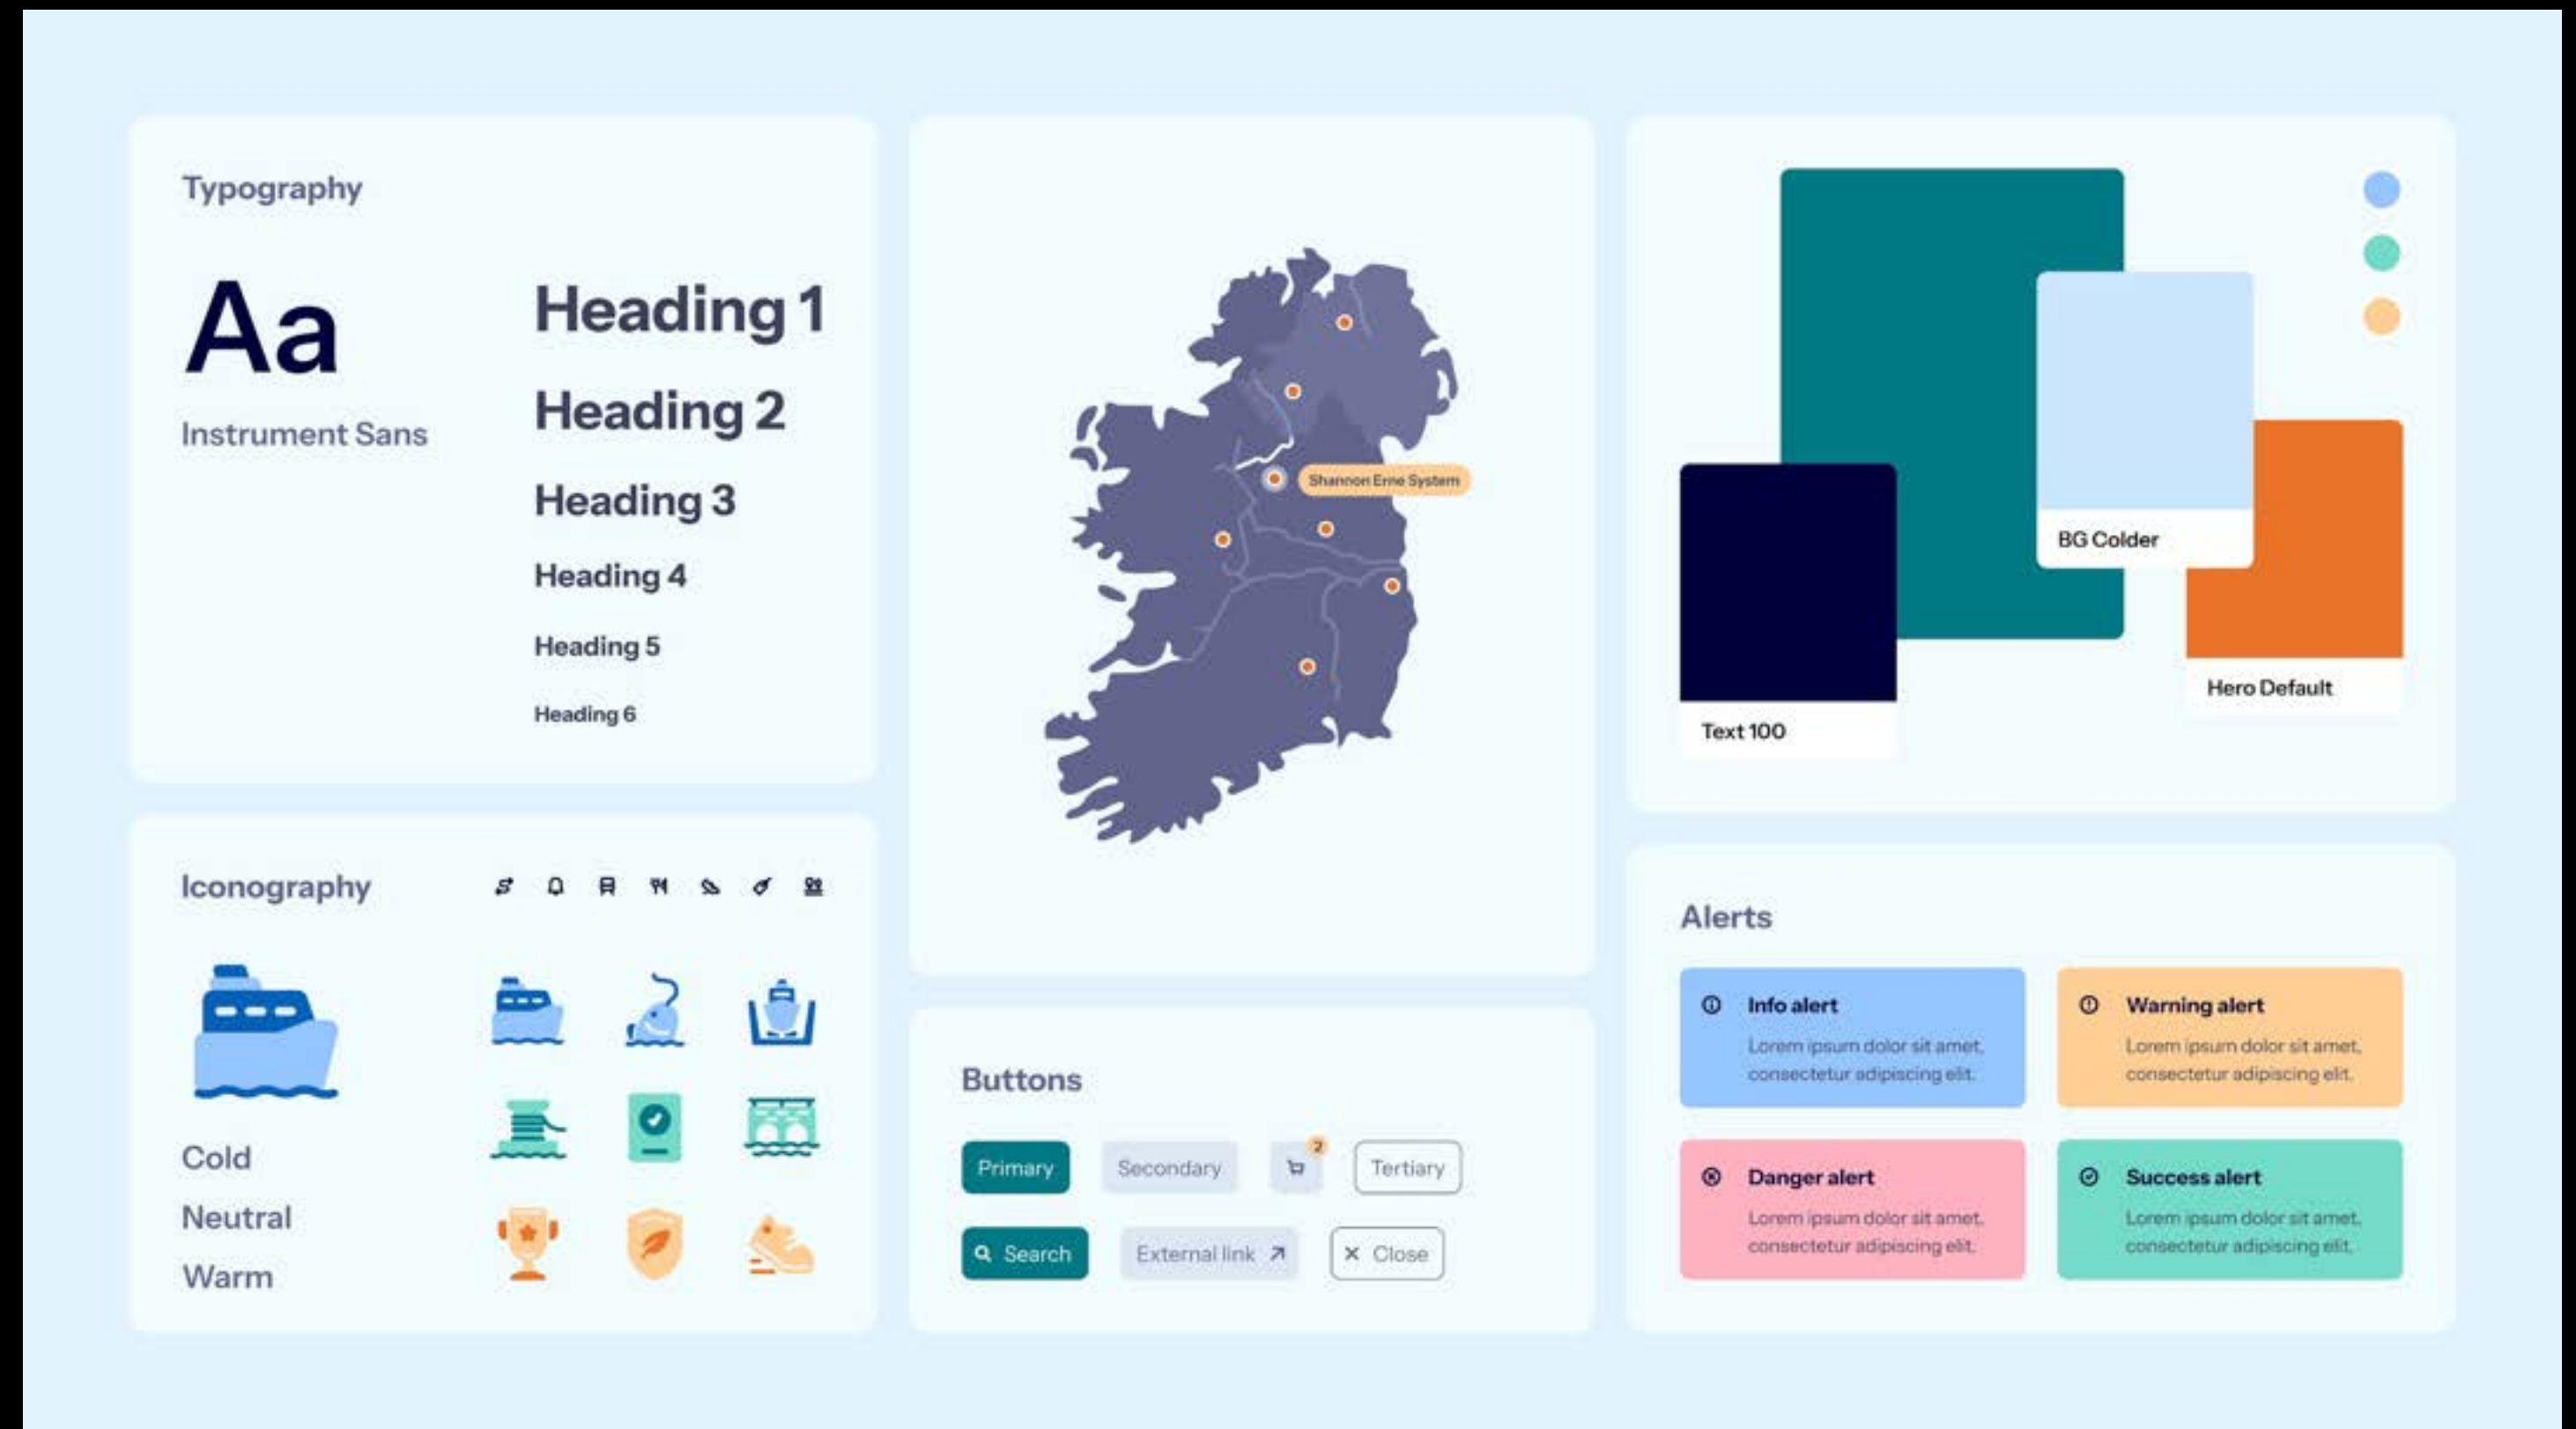 Typography
Aa
Instrument Sans
Heading 1
Heading 2
Heading 3
Heading 4
Heading 5
Heading 6
Iconography
Cold
Neutral
Warm
Shannon Erne System
Buttons
Primary
Secondary
2
Tertiary
Search
External link
Close
BG Colder
Hero Default
Text 100
Alerts
Info alert
Lorem ipsum dolor sit amet,
consectetur adipiscing elit.
Warning alert
Lorem ipsum dolor sit amet,
consectetur adipiscing elit.
Danger alert
Lorem ipsum dolor sit amet,
consectetur adipiscing elit.
Success alert
Lorem ipsum dolor sit amet,
consectetur adipiscing elit.